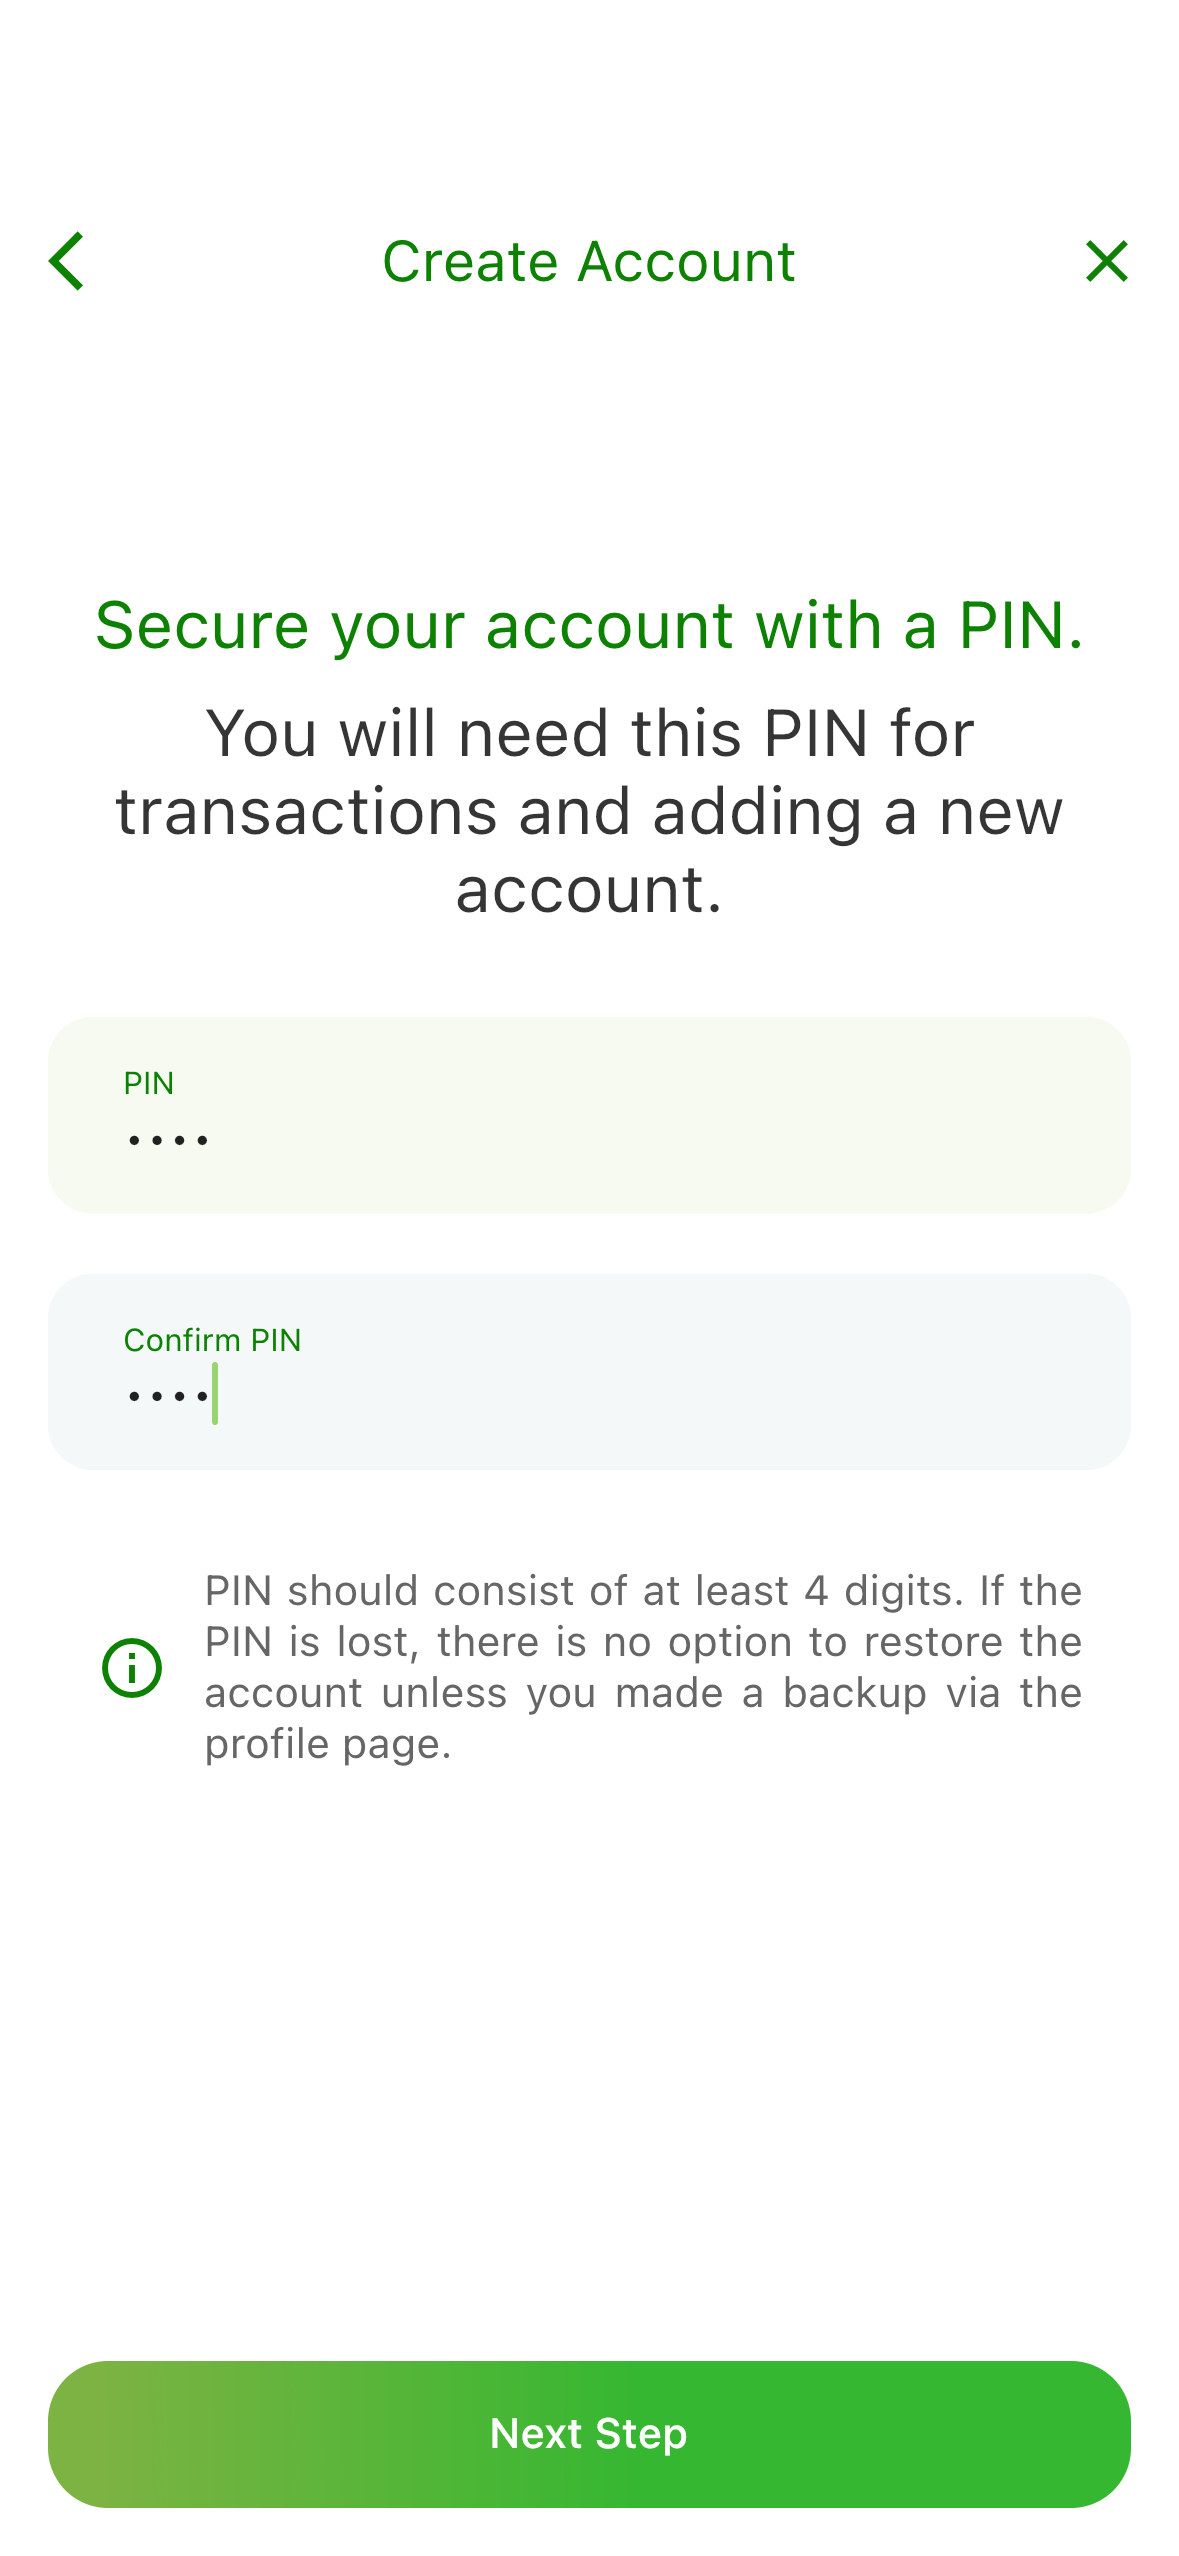 Create Account
Secure your account with a PIN.
You will need this PIN for
transactions and adding a new
account.
PIN
••••
Confirm PIN
••••
PIN should consist of at least 4 digits. If the
PIN is lost, there is no option to restore the
account unless you made a backup via the
profile page.
Next Step